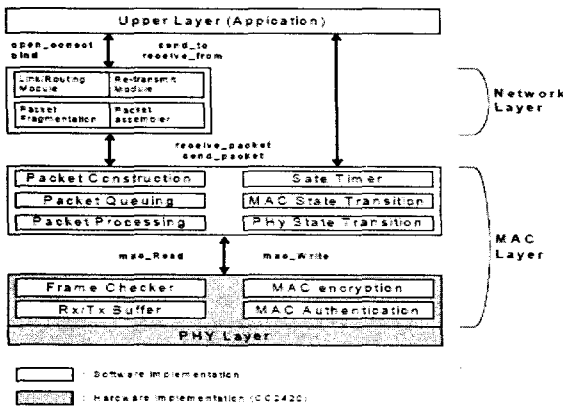 Upper Layer (Appication)
open_connect send_to
bind receive_from
Link/Routing Module
Re-transmit Module
Packet Fragmentation
Packet assembler
Network Layer
receive_packet
send_packet
Packet Construction
Sate Timer
Packet Queuing
MAC State Transition
Packet Processing
PHy State Transition
MAC Layer
mac_Read mac_Write
Frame Checker
MAC encryption
Rx/Tx Buffer
MAC Authentication
PHY Layer
: Software Implementation
: Hardware Implementation (CC2420)